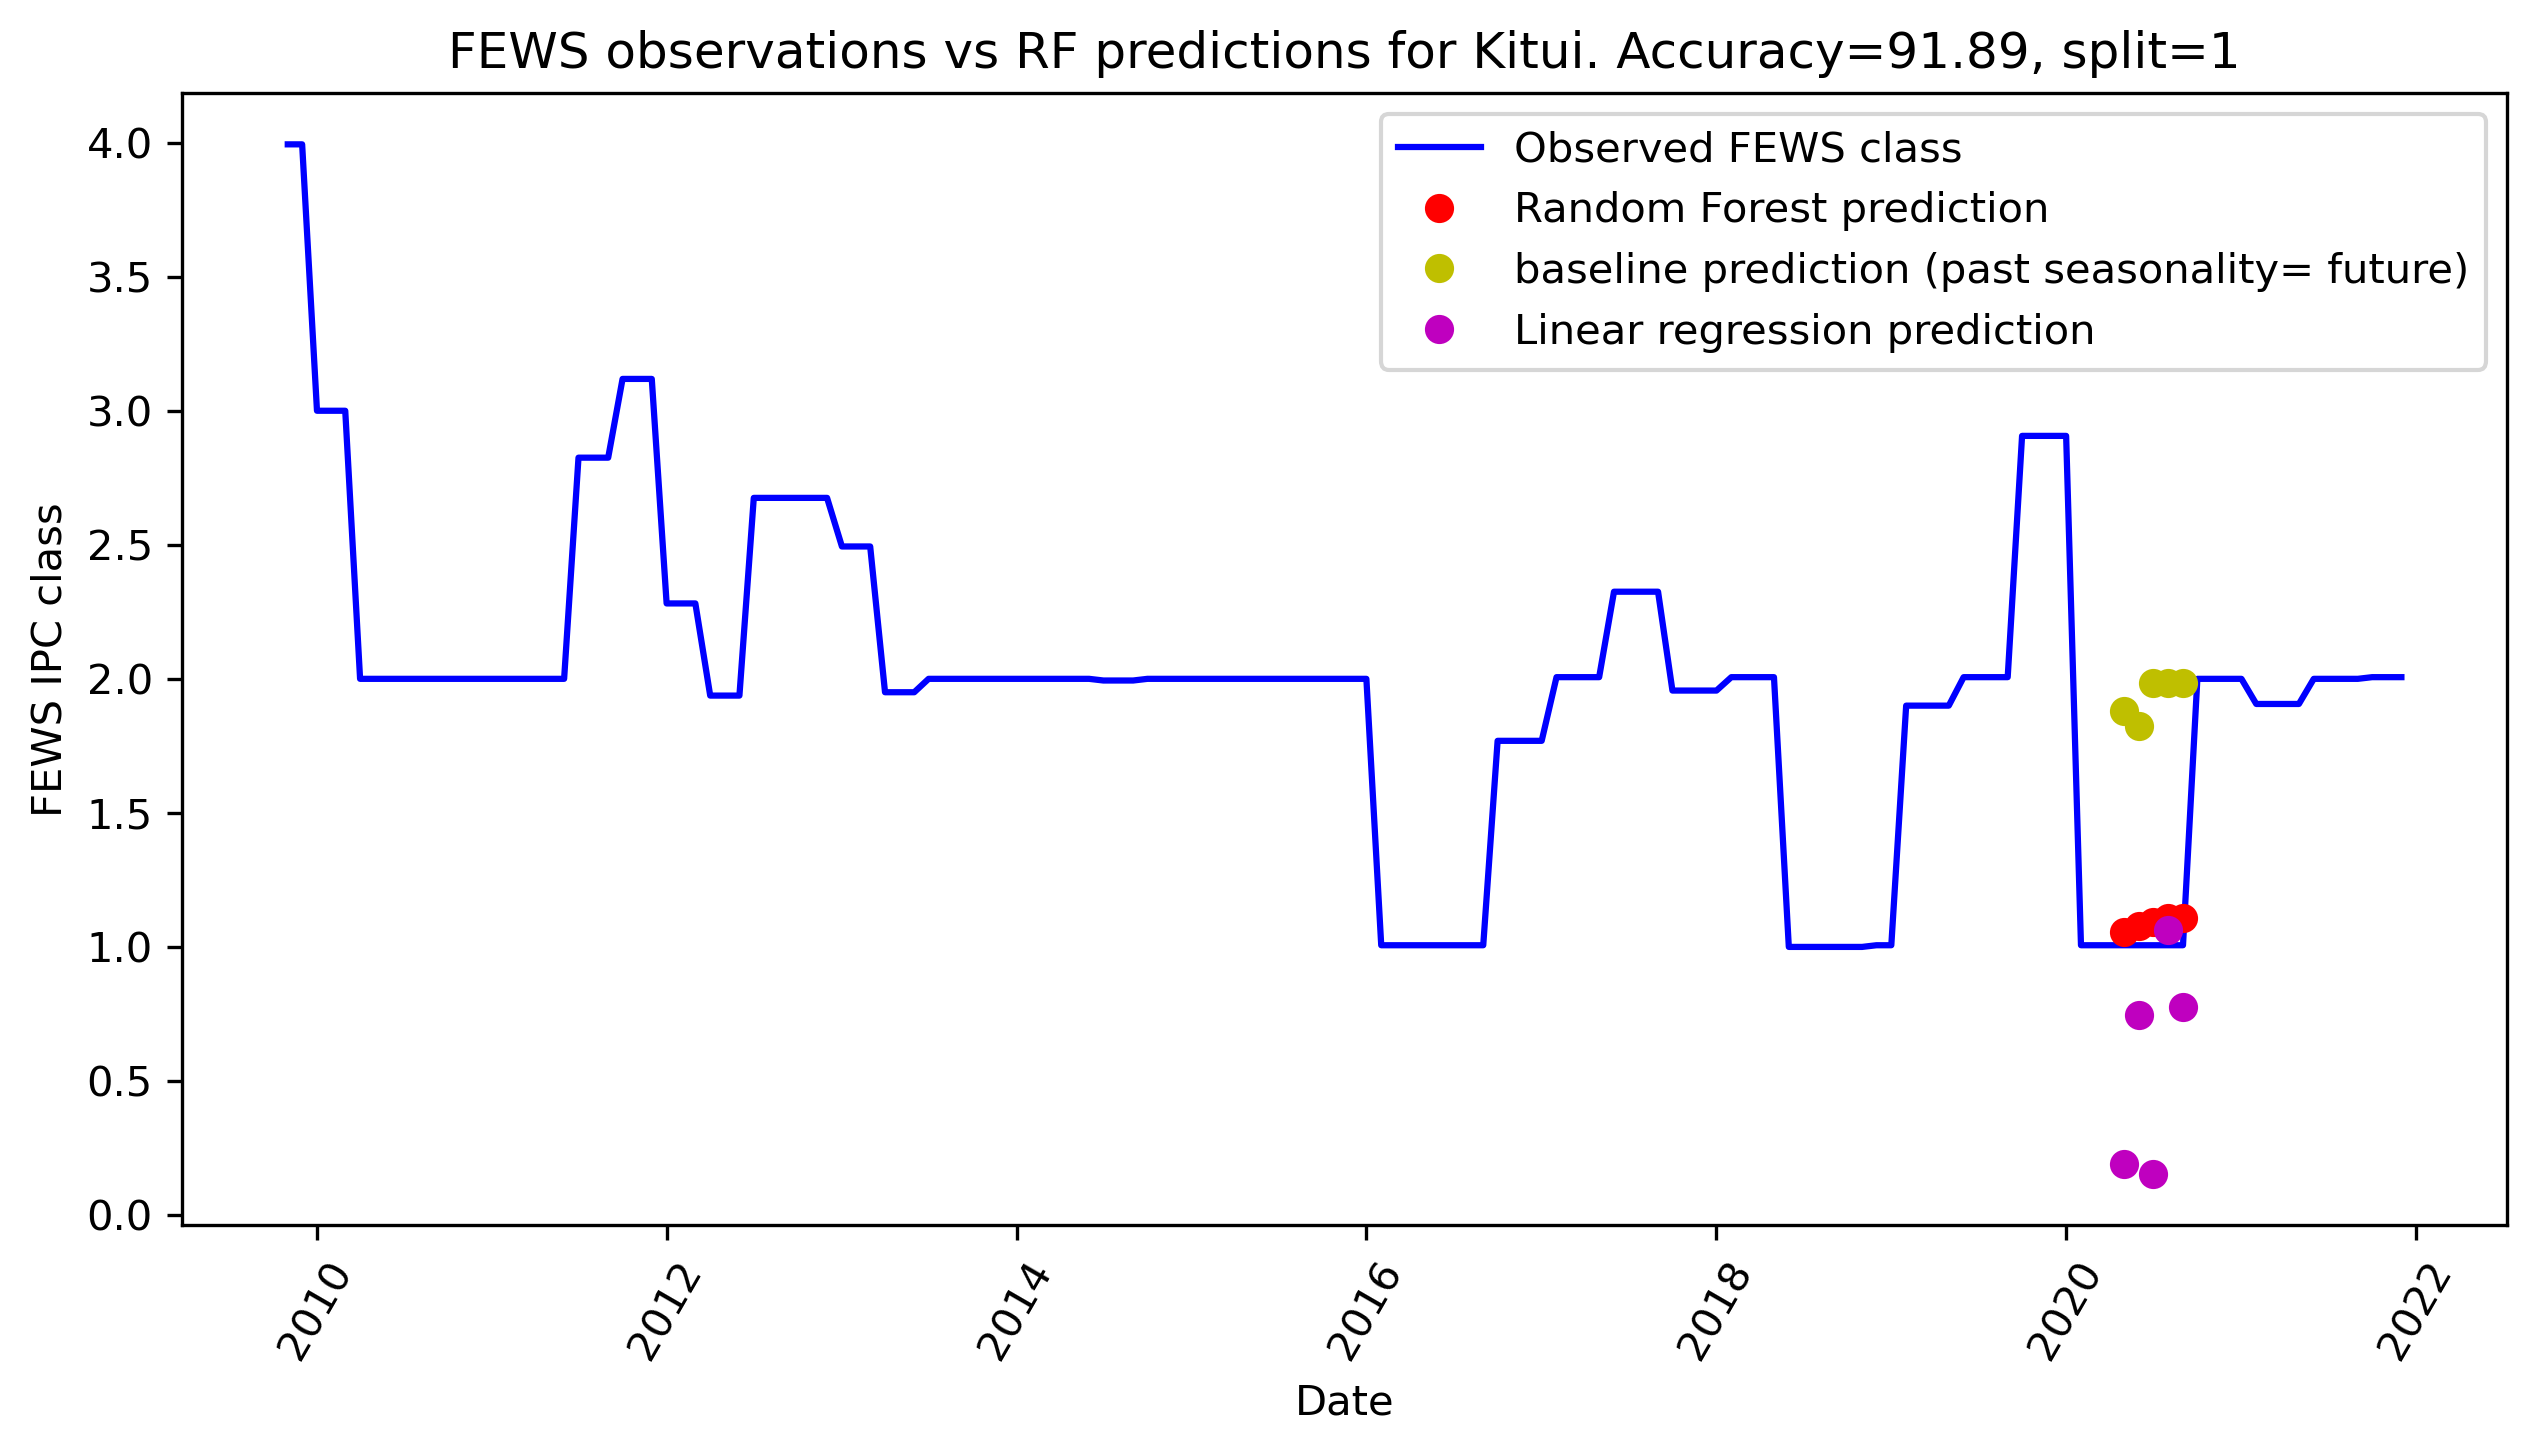 FEWS observations vs RF predictions for Kitui. Accuracy=91.89, split=1
Observed FEWS class
Random Forest prediction
baseline prediction (past seasonality= future)
Linear regression prediction
FEWS IPC class
4.0
3.5
3.0
2.5
2.0
1.5
1.0
0.5
0.0
2010
2012
2014
2016
2018
2020
2022
Date